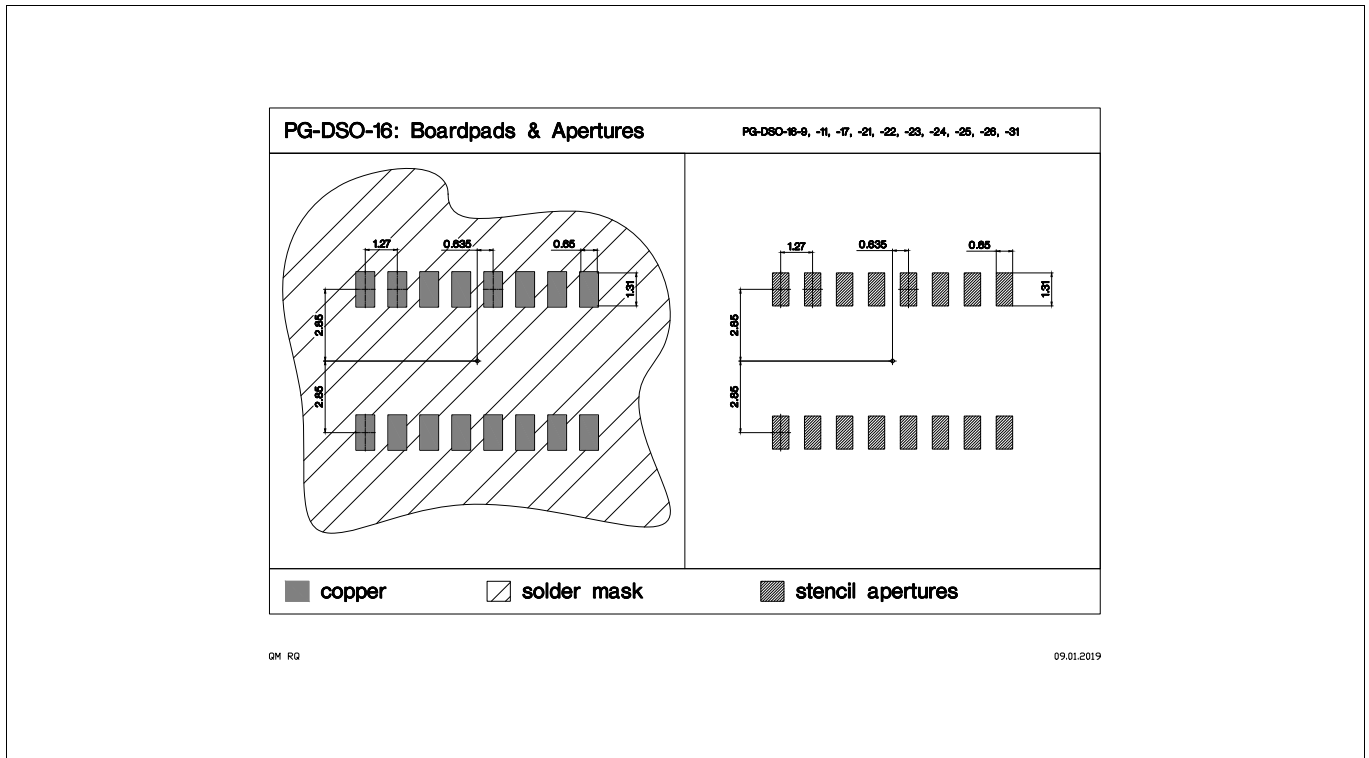 PG-DSO-16: Boardpads & Apertures
PG-DSO-16-9, -11, -17, -21, -22, -23, -24, -25, -26, -31
1.27
0.635
0.65
1.31
2.85
2.85
1.27
0.635
0.65
1.31
2.85
2.85
copper
solder mask
stencil apertures
QM RQ
09.01.2019